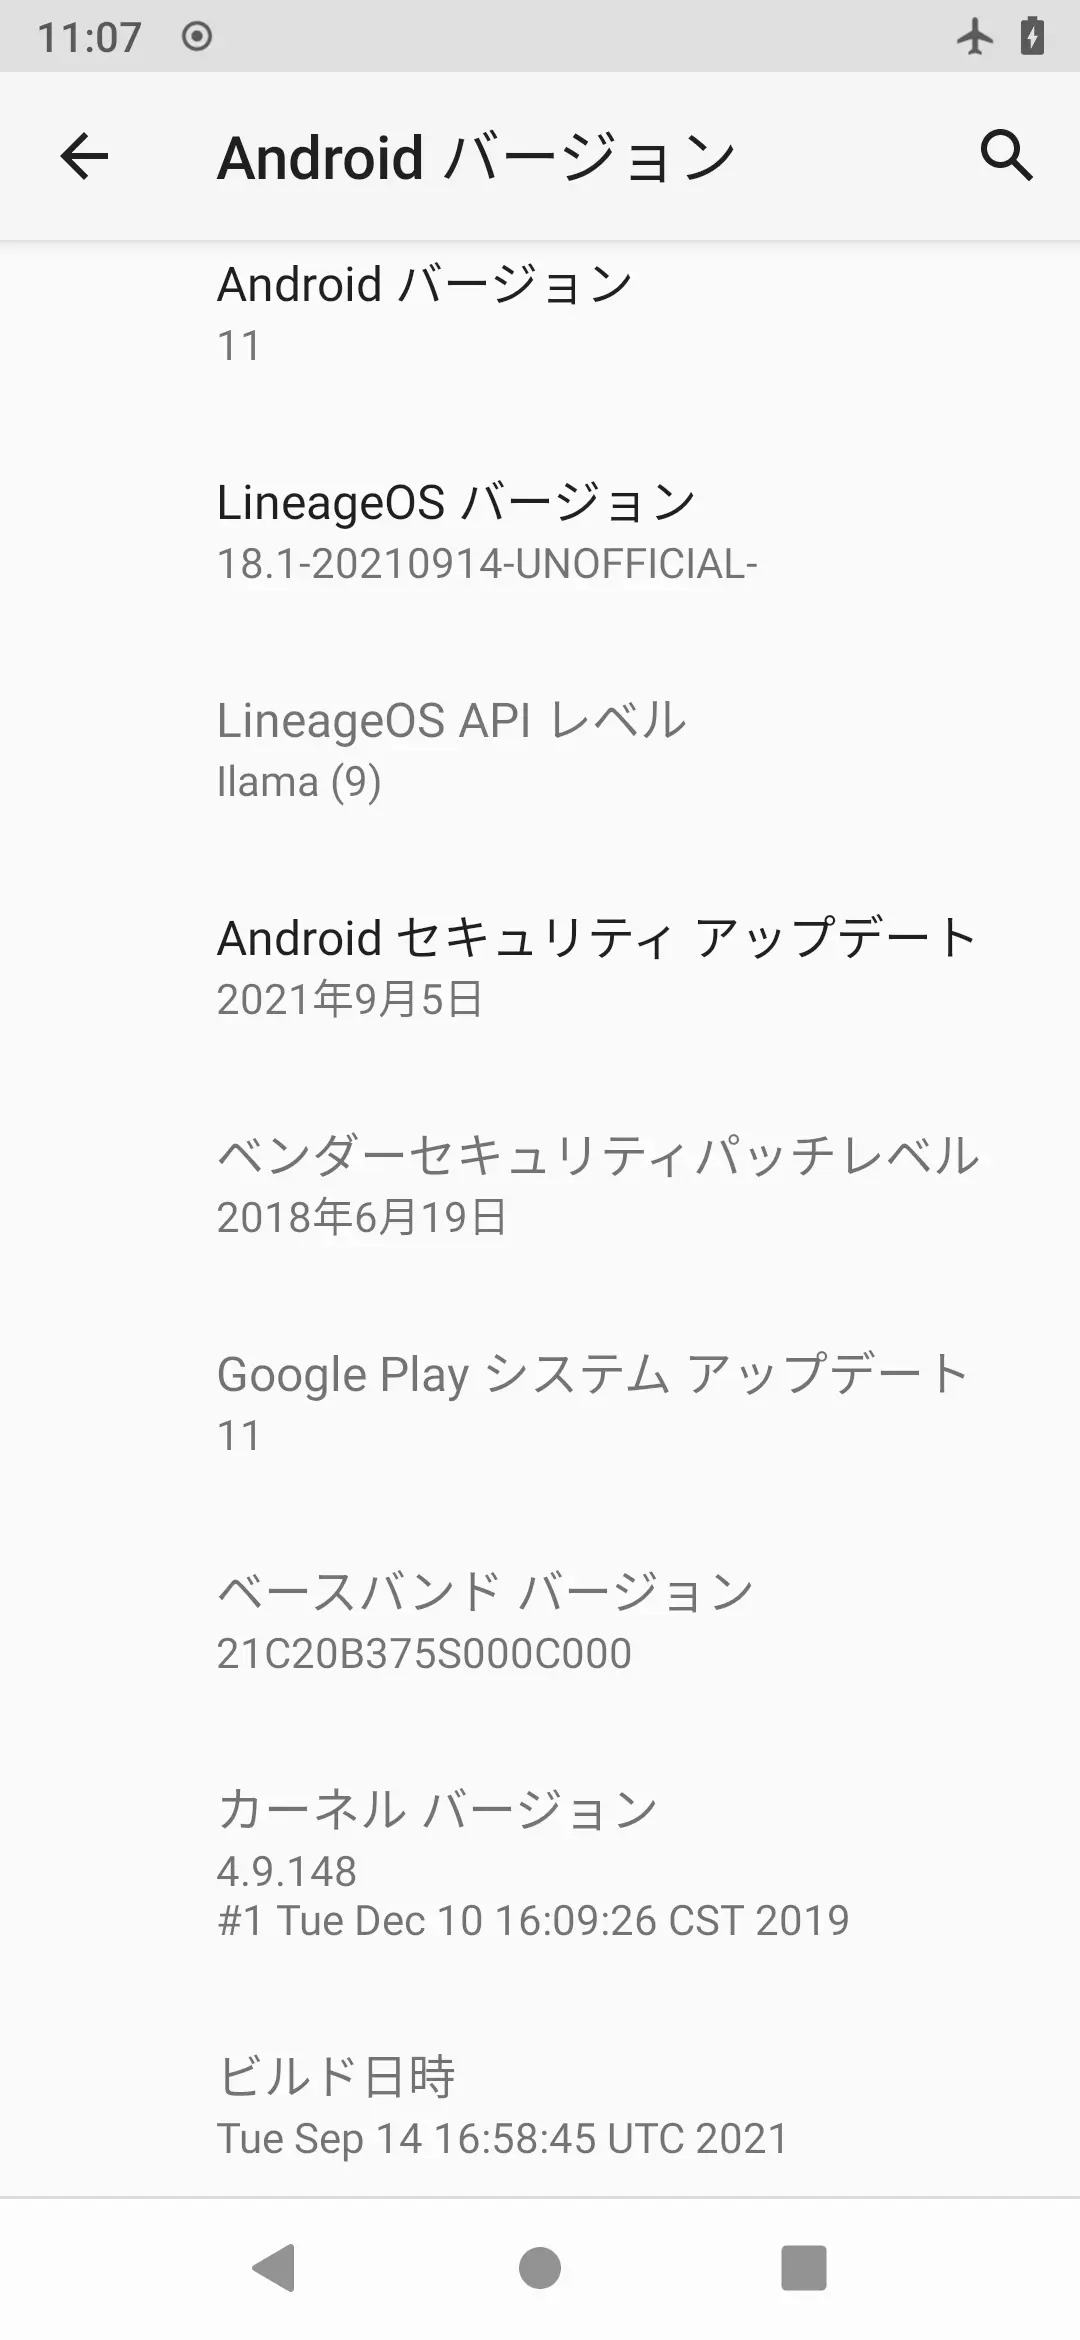 11:07
Android バージョン
Android バージョン
11
LineageOS バージョン
18.1-20210914-UNOFFICIAL-
LineageOS API レベル
Ilama (9)
Android セキュリティ アップデート
2021年9月5日
ベンダーセキュリティパッチレベル
2018年6月19日
Google Play システム アップデート
11
ベースバンド バージョン
21C20B375S000C000
カーネル バージョン
4.9.148
#1 Tue Dec 10 16:09:26 CST 2019
ビルド日時
Tue Sep 14 16:58:45 UTC 2021